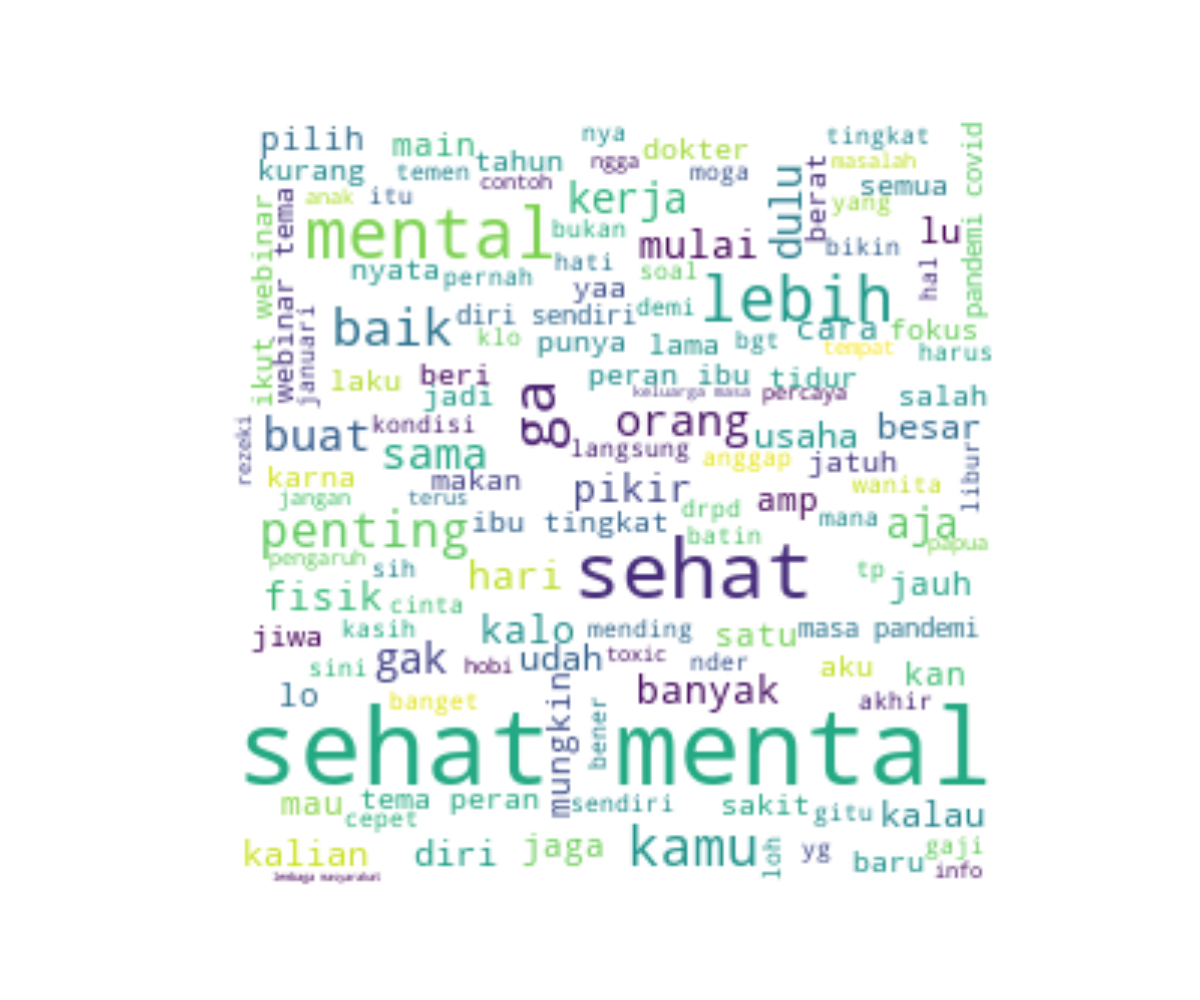 pilih
main
nya
dokter
tingkat
pandemi covid
kurang
temen
tahun
ngga
moga
dulu
berat
masalah
semua
contoh
anak
itu
kerja
yang
ikut webinar
webinar tema
mental
bukan
mulai
bikin
lu
hal
nyata
pernah
hati
soal
lebih
yaa
januari
baik
diri sendiri
demi
cara
fokus
klo
punya
lama
bgt
tempat
harus
laku
beri
peran ibu
tidur
jadi
ga
keluarga masa
percaya
salah
rezeki
buat
kondisi
orang
usaha
besar
sama
langsung
anggap
jatuh
libur
karna
makan
pikir
wanita
jangan
terus
drpd
amp
mana
aja
penting
ibu tingkat
batin
papua
pengaruh
sih
hari
sehat
tp
jauh
fisik
cinta
jiwa
kasih
kalo
mending
satu
masa pandemi
sini
gak
hobi
udah
toxic
nder
aku
kan
lo
banget
mungkin
banyak
akhir
bener
sehat mental
mau
tema peran
sendiri
sakit
gitu
kalau
cepet
kalian
diri
jaga
kamu
loh
yg
baru
gaji
info
lembaga masyarakat